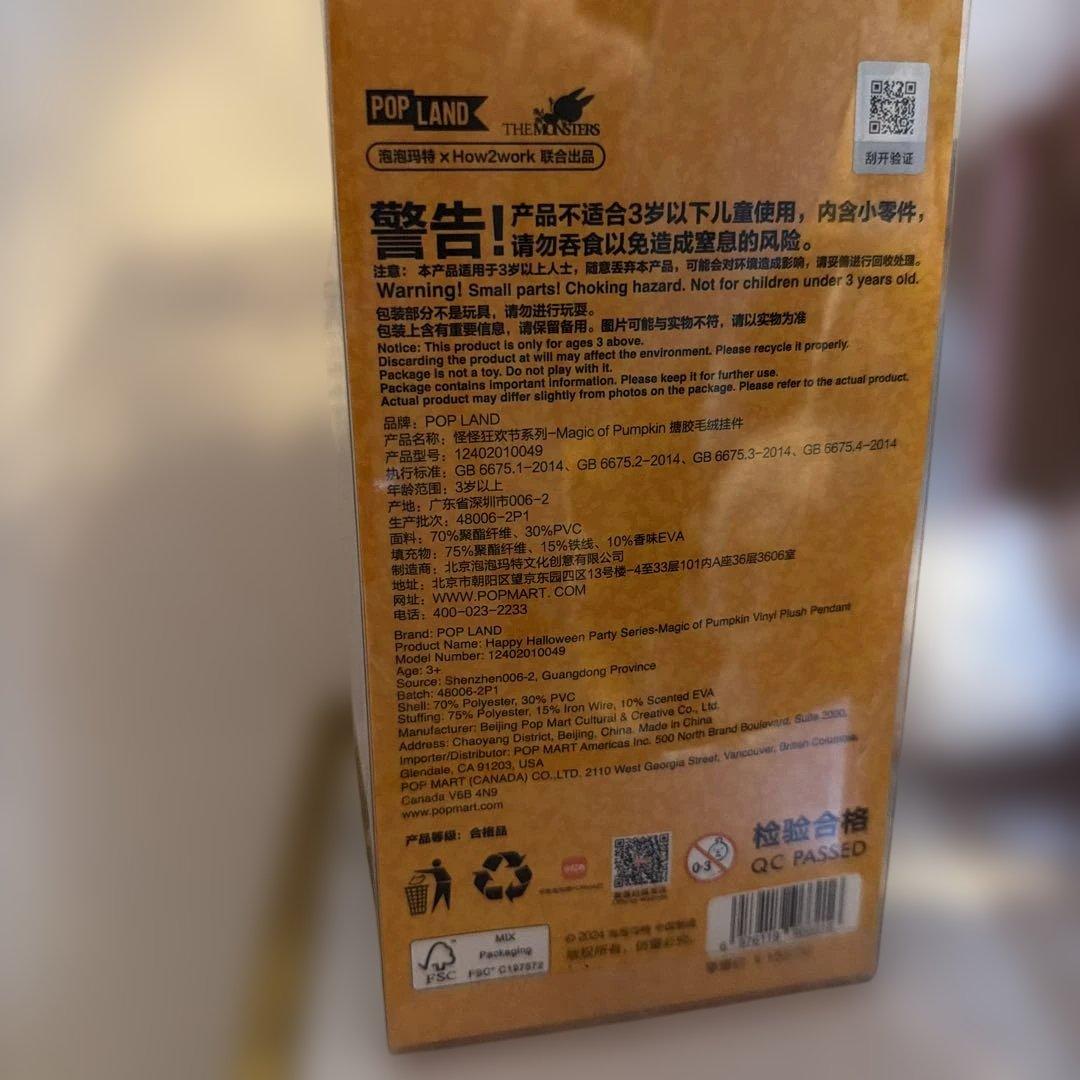 POP LAND
THE MONSTERS
泡泡玛特 × How2work 联合出品
刮开验证
警告! 产品不适合3岁以下儿童使用，内含小零件，
请勿吞食以免造成窒息的风险。
注意：本产品适用于3岁以上人士，随意丢弃本产品，可能会对环境造成影响，请妥善进行回收处理。
Warning! Small parts! Choking hazard. Not for children under 3 years old.
包装部分不是玩具，请勿进行玩耍。
包装上含有重要信息，请保留备用。图片可能与实物不符，请以实物为准
Notice: This product is only for ages 3 above.
Discarding the product at will may affect the environment. Please recycle it properly.
Package is not a toy. Do not play with it.
Package contains important information. Please keep it for further use.
Actual product may differ slightly from photos on the package. Please refer to the actual product.
品牌：POP LAND
产品名称：怪怪狂欢节系列-Magic of Pumpkin 搪胶毛绒挂件
产品型号：12402010049
执行标准：GB 6675.1-2014、GB 6675.2-2014、GB 6675.3-2014、GB 6675.4-2014
年龄范围：3岁以上
产地：广东省深圳市006-2
生产批次：48006-2P1
面料：70%聚酯纤维、30%PVC
填充物：75%聚酯纤维、15%铁线、10%香味EVA
制造商：北京泡泡玛特文化创意有限公司
地址：北京市朝阳区望京东园四区13号楼-4至33层101内A座36层3606室
网址：WWW.POPMART.COM
电话：400-023-2233
Brand: POP LAND
Product Name: Happy Halloween Party Series-Magic of Pumpkin Vinyl Plush Pendant
Model Number: 12402010049
Age: 3+
Source: Shenzhen006-2, Guangdong Province
Batch: 48006-2P1
Shell: 70% Polyester, 30% PVC
Stuffing: 75% Polyester, 15% Iron Wire, 10% Scented EVA
Manufacturer: Beijing Pop Mart Cultural & Creative Co., Ltd.
Address: Chaoyang District, Beijing, China. Made in China
Importer/Distributor: POP MART Americas Inc. 500 North Brand Boulevard, Suite 2000,
Glendale, CA 91203, USA
POP MART (CANADA) CO.,LTD. 2110 West Georgia Street, Vancouver, British Columbia,
Canada V6B 4N9
www.popmart.com
产品等级：合格品
0-3
检验合格
QC PASSED
FSC
MIX
Packaging
FSC® C197572
© 2024
版权所有，仿冒必究。
6 976119